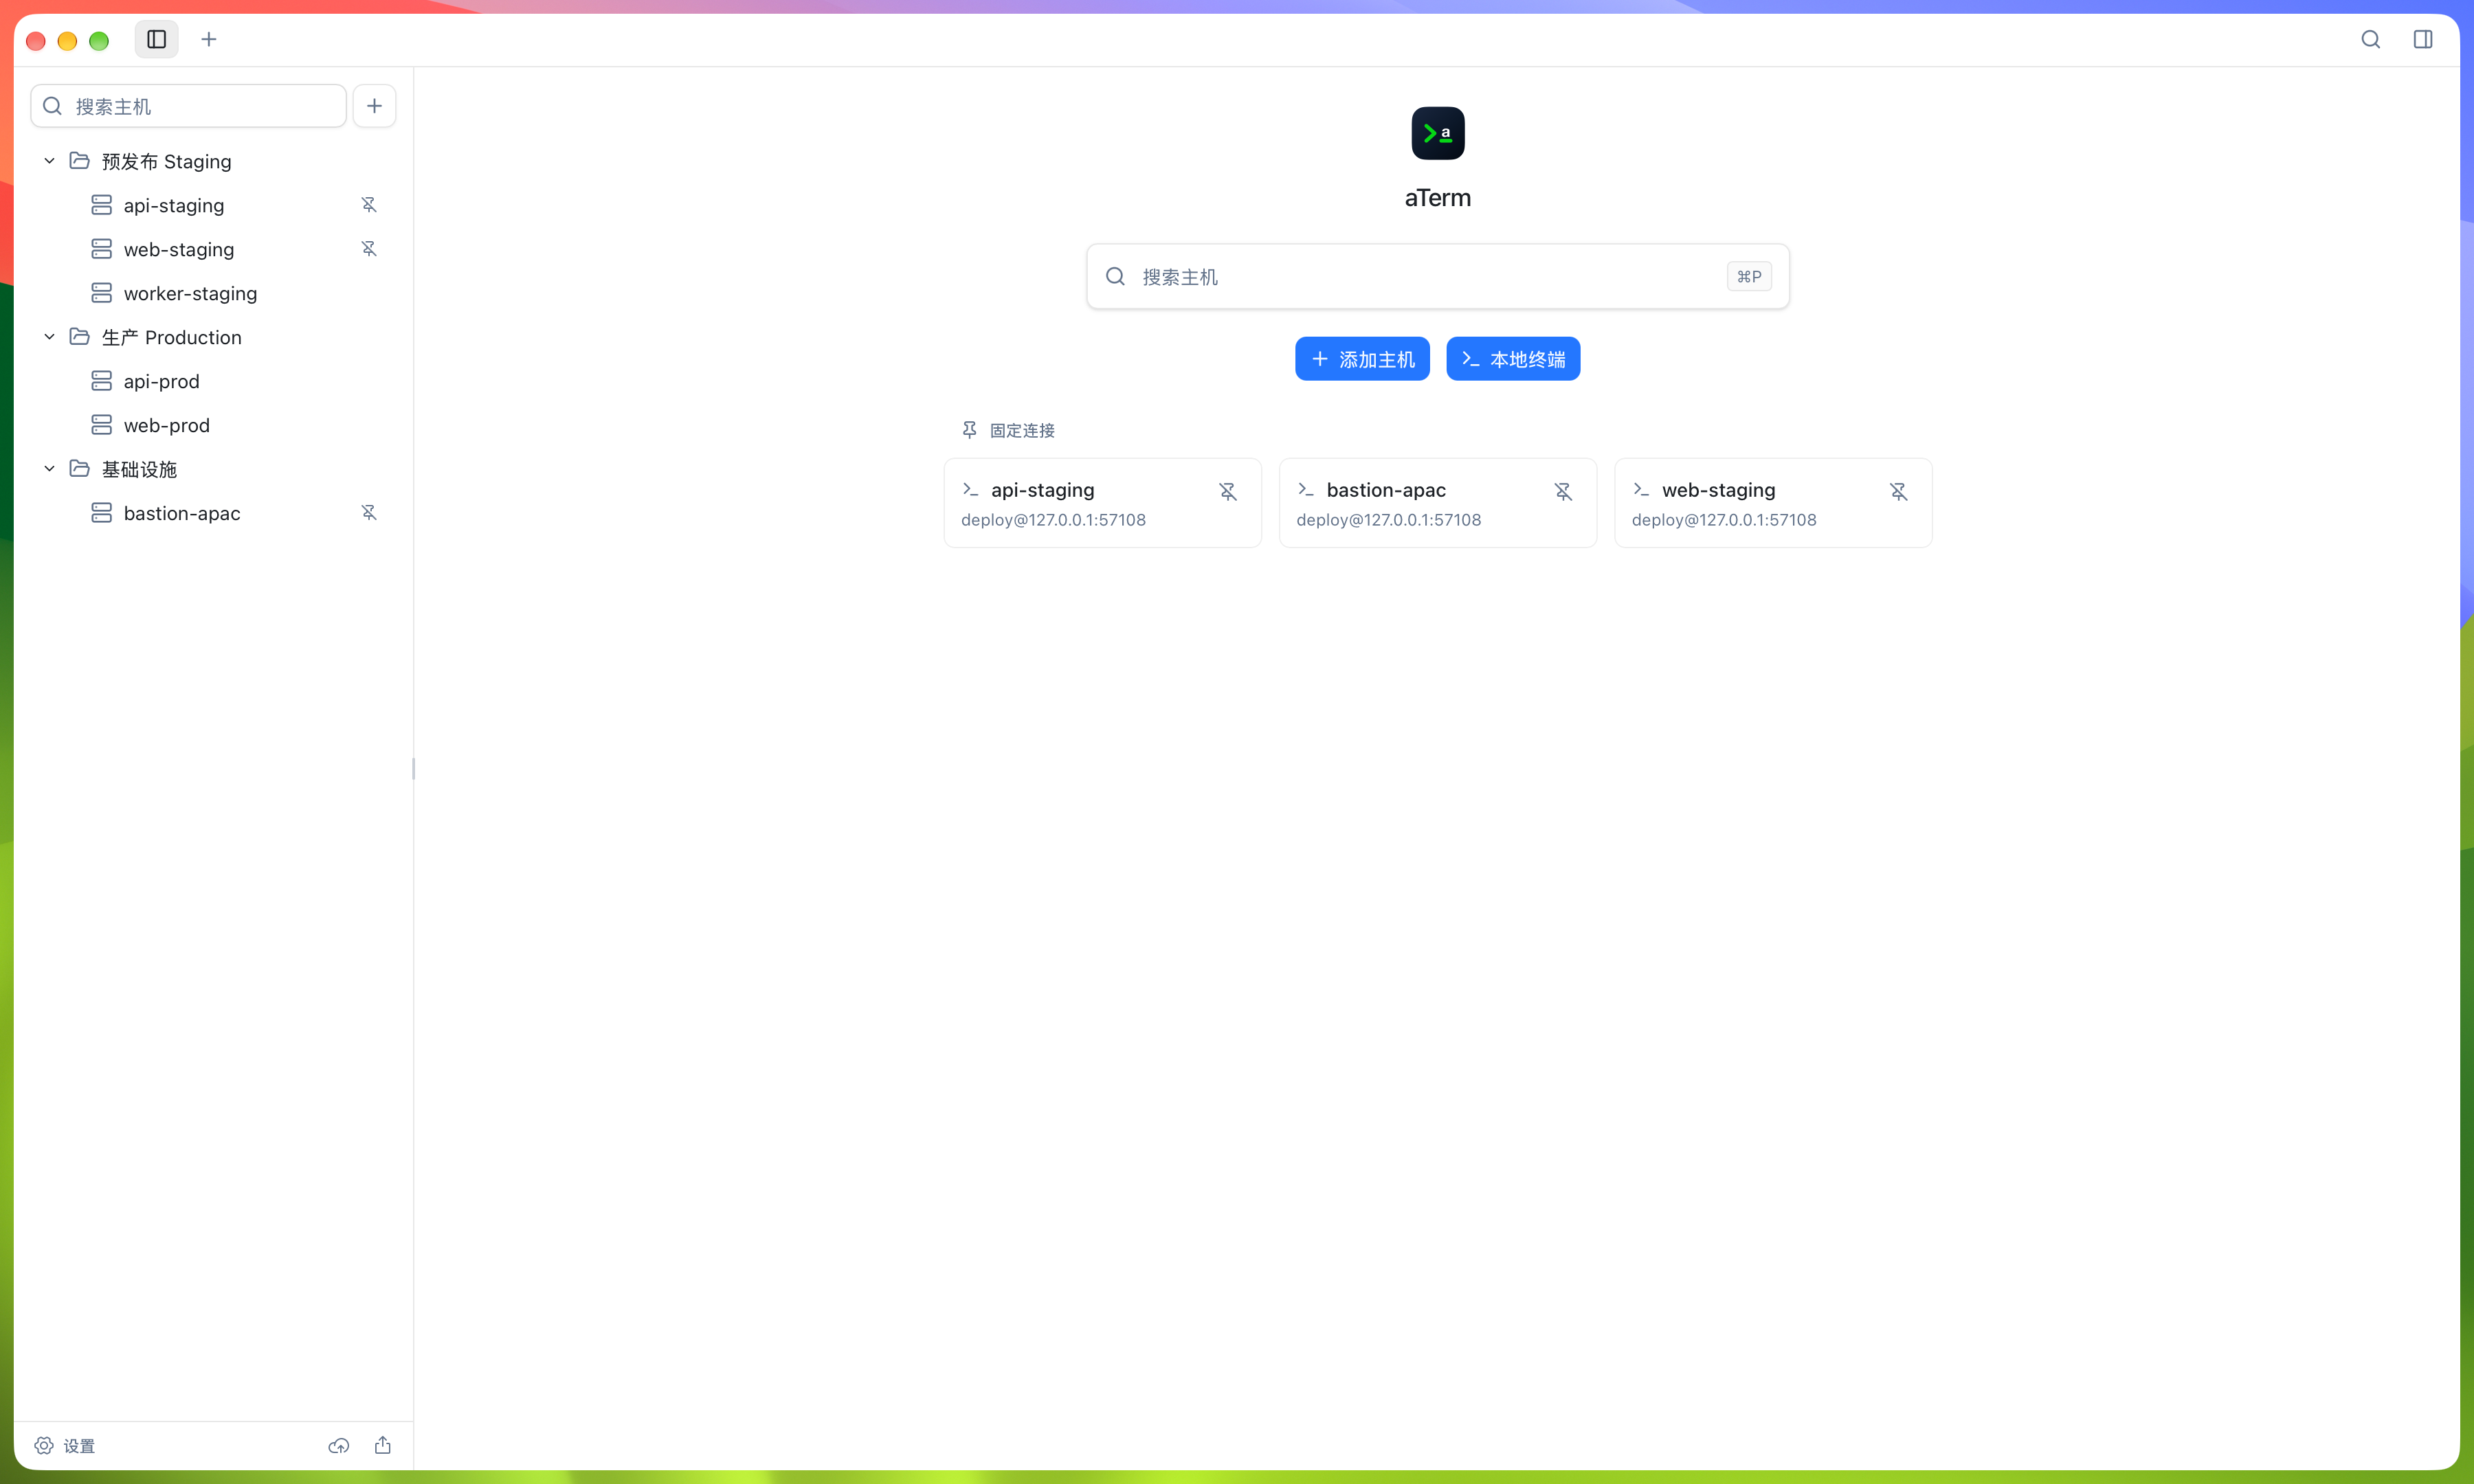 搜索主机
预发布 Staging
api-staging
web-staging
worker-staging
生产 Production
api-prod
web-prod
基础设施
bastion-apac
设置
a
aTerm
搜索主机
⌘P
添加主机
本地终端
固定连接
api-staging
deploy@127.0.0.1:57108
bastion-apac
deploy@127.0.0.1:57108
web-staging
deploy@127.0.0.1:57108